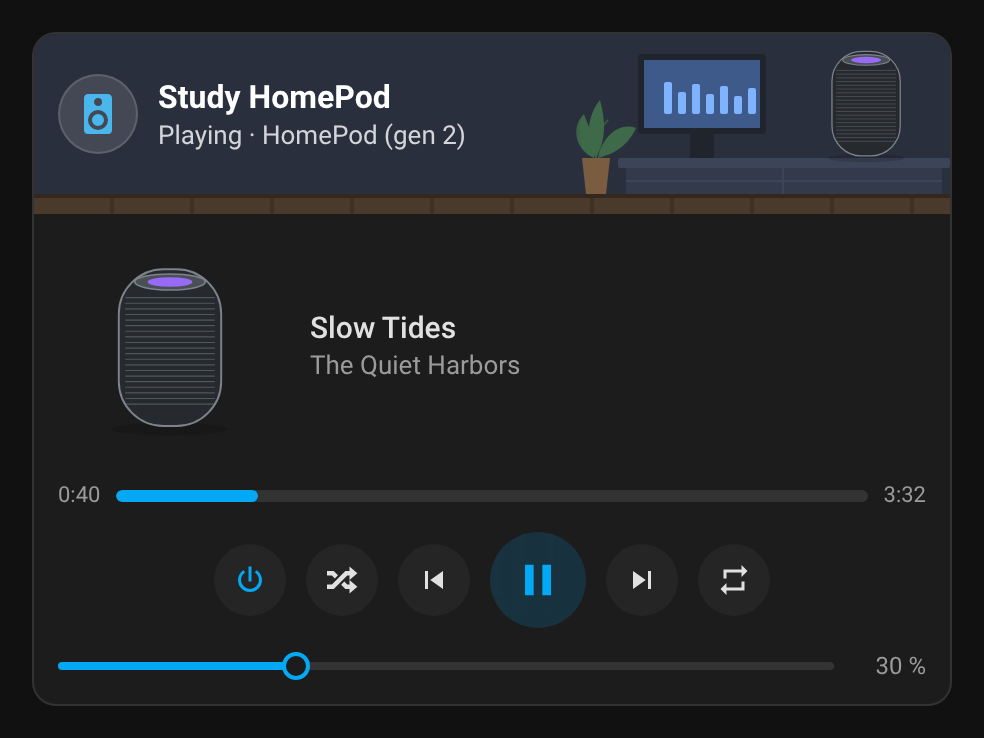 Study HomePod
Playing · HomePod (gen 2)
Slow Tides
The Quiet Harbors
0:40
3:32
30 %